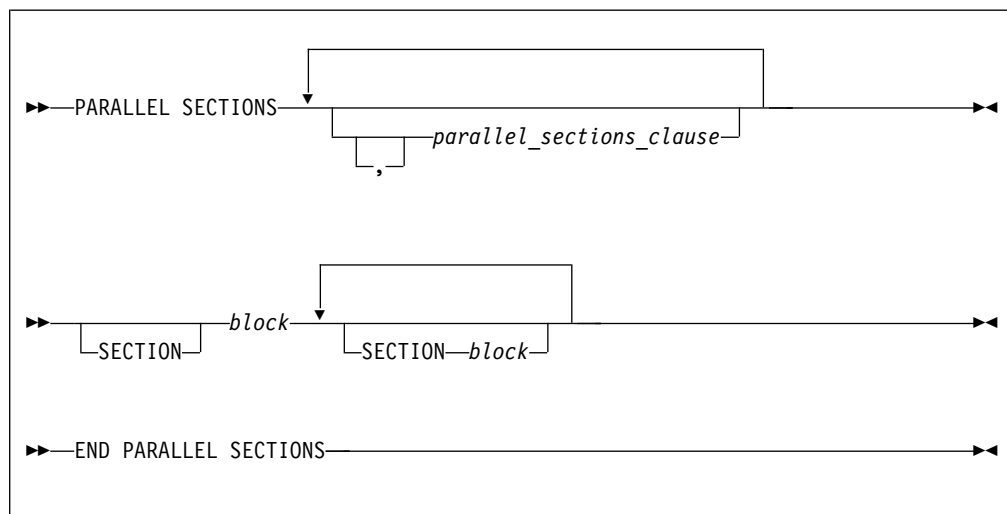 PARALLEL SECTIONS
parallel_sections_clause
,
block
SECTION
SECTION block
END PARALLEL SECTIONS